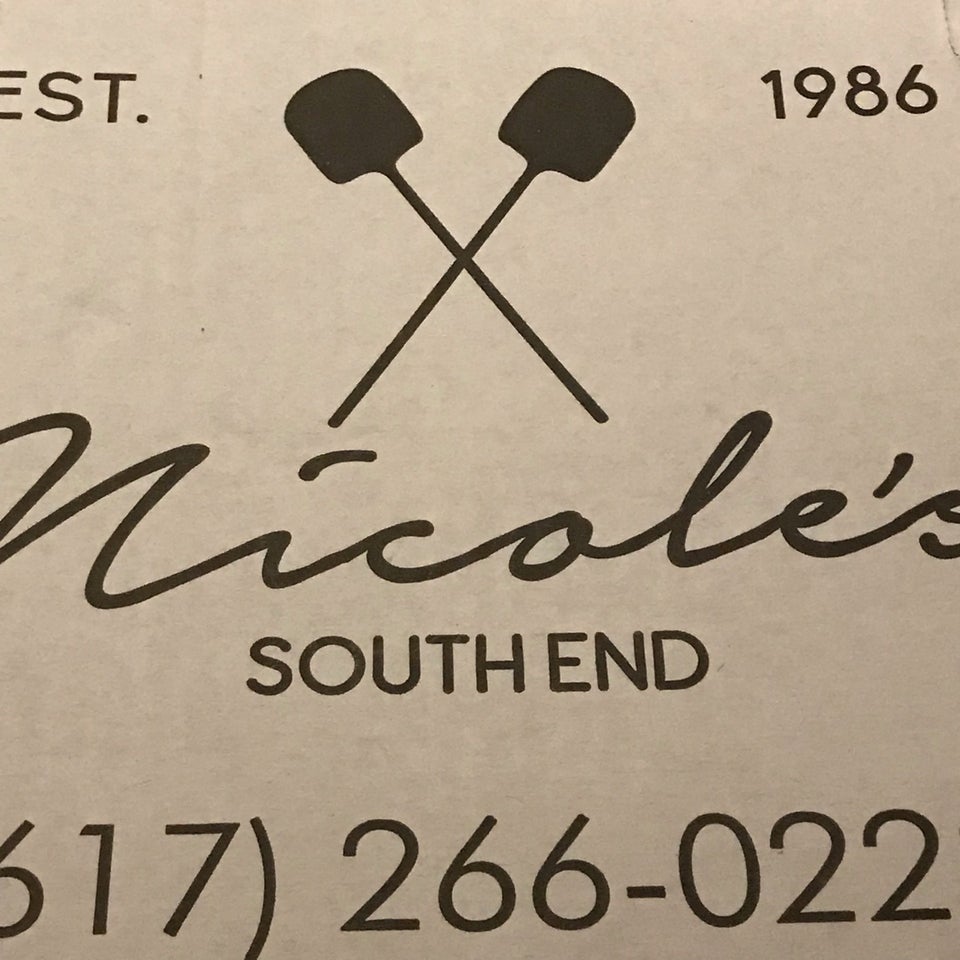 EST. 1986
Nicole's
SOUTH END
(617) 266-022